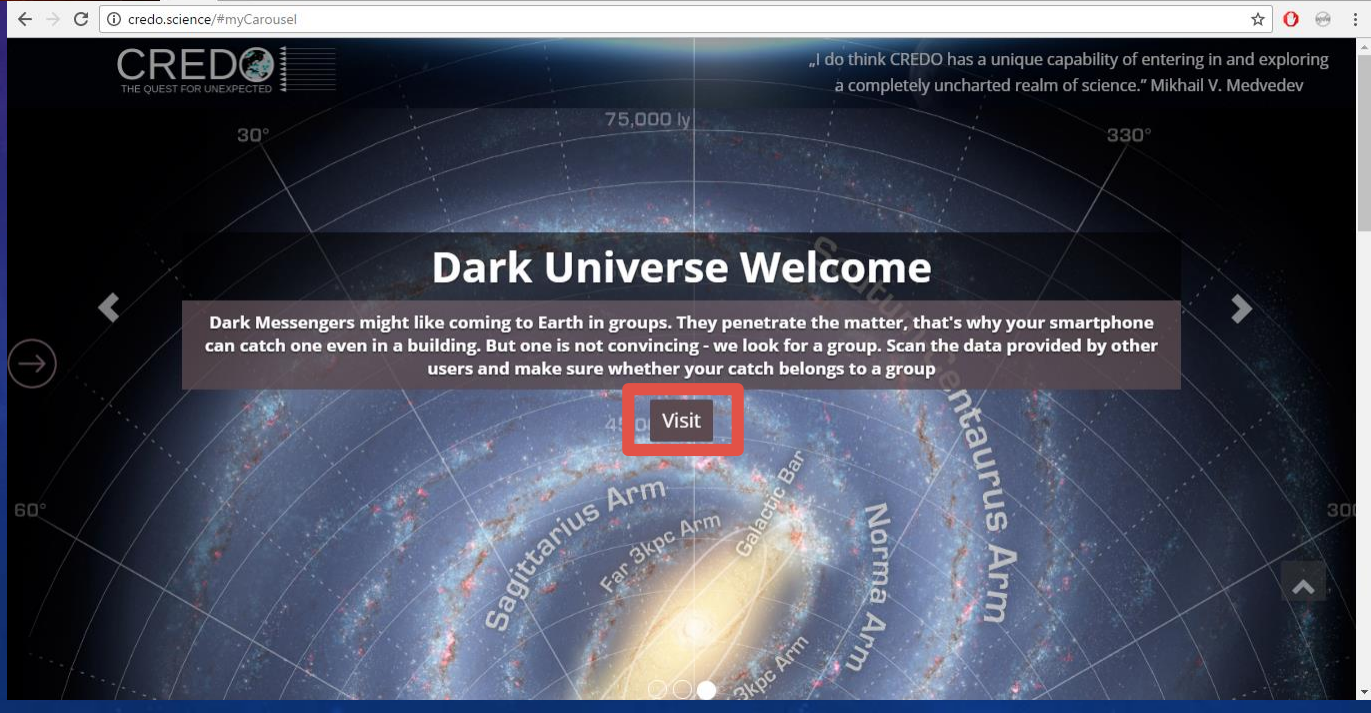 credo.science/#myCarousel
CREDO
THE QUEST FOR UNEXPECTED
„I do think CREDO has a unique capability of entering in and exploring
a completely uncharted realm of science.” Mikhail V. Medvedev
75,000 ly
30°
330°
Dark Universe Welcome
Dark Messengers might like coming to Earth in groups. They penetrate the matter, that's why your smartphone
can catch one even in a building. But one is not convincing - we look for a group. Scan the data provided by other
users and make sure whether your catch belongs to a group
Visit
Centaurus Arm
Sagittarius Arm
Galactic Bar
Far 3kpc Arm
Norma Arm
60°
3kpc Arm